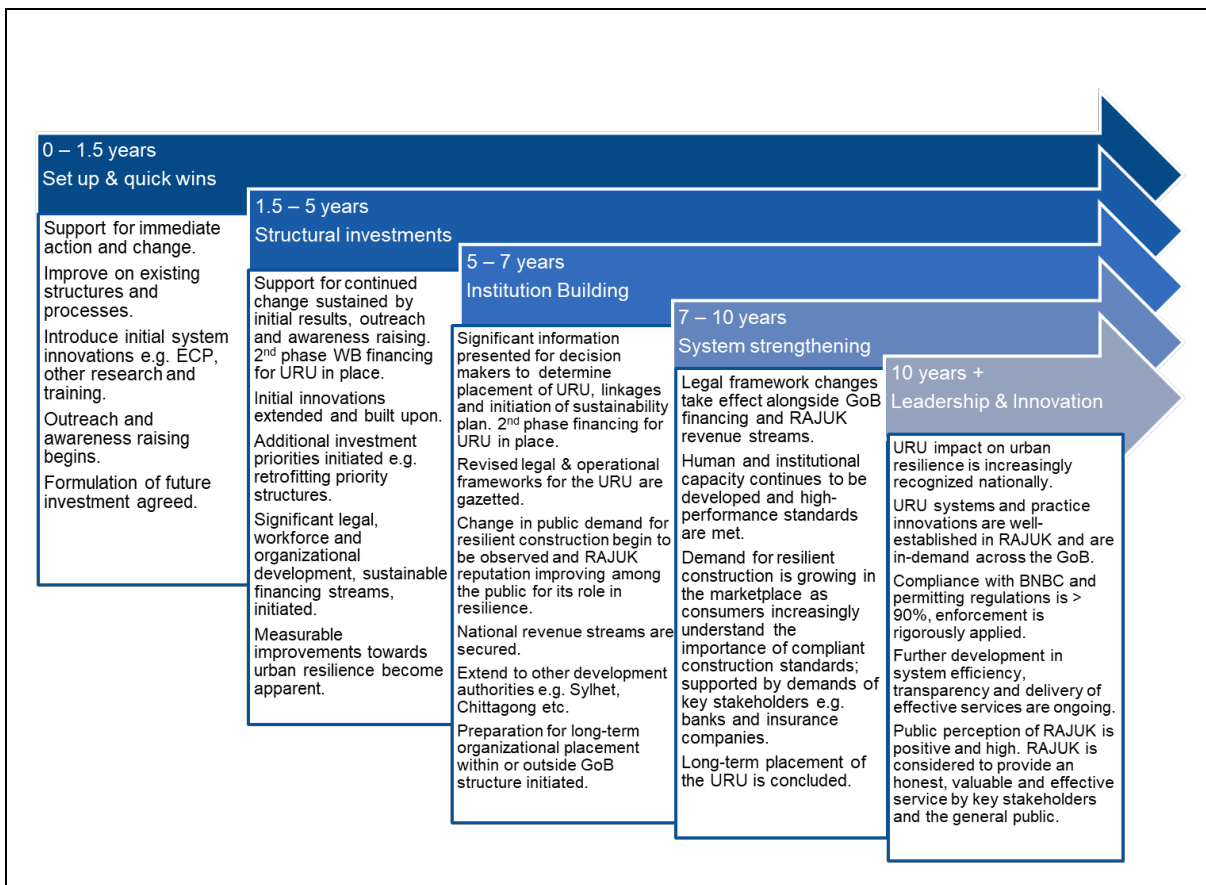 0 – 1.5 years
Set up & quick wins
Support for immediate
action and change.
Improve on existing
structures and
processes.
Introduce initial system
innovations e.g. ECP,
other research and
training.
Outreach and
awareness raising
begins.
Formulation of future
investment agreed.
1.5 – 5 years
Structural investments
Support for continued
change sustained by
initial results, outreach
and awareness raising.
2nd phase WB financing
for URU in place.
Initial innovations
extended and built upon.
Additional investment
priorities initiated e.g.
retrofitting priority
structures.
Significant legal,
workforce and
organizational
development, sustainable
financing streams,
initiated.
Measurable
improvements towards
urban resilience become
apparent.
5 – 7 years
Institution Building
Significant information
presented for decision
makers to determine
placement of URU, linkages
and initiation of sustainability
plan. 2nd phase financing for
URU in place.
Revised legal & operational
frameworks for the URU are
gazetted.
Change in public demand for
resilient construction begin to
be observed and RAJUK
reputation improving among
the public for its role in
resilience.
National revenue streams are
secured.
Extend to other development
authorities e.g. Sylhet,
Chittagong etc.
Preparation for long-term
organizational placement
within or outside GoB
structure initiated.
7 – 10 years
System strengthening
Legal framework changes
take effect alongside GoB
financing and RAJUK
revenue streams.
Human and institutional
capacity continues to be
developed and high-
performance standards
are met.
Demand for resilient
construction is growing in
the marketplace as
consumers increasingly
understand the
importance of compliant
construction standards;
supported by demands of
key stakeholders e.g.
banks and insurance
companies.
Long-term placement of
the URU is concluded.
10 years +
Leadership & Innovation
URU impact on urban
resilience is increasingly
recognized nationally.
URU systems and practice
innovations are well-
established in RAJUK and are
in-demand across the GoB.
Compliance with BNBC and
permitting regulations is >
90%, enforcement is
rigorously applied.
Further development in
system efficiency,
transparency and delivery of
effective services are ongoing.
Public perception of RAJUK is
positive and high. RAJUK is
considered to provide an
honest, valuable and effective
service by key stakeholders
and the general public.